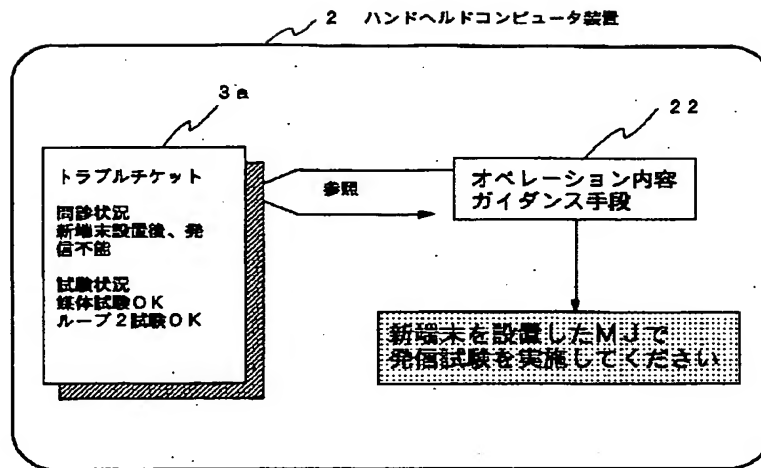 2 ハンドヘルドコンピュータ装置
3a
22
トラブルチケット
問診状況
新端末設置後、発
信不能
試験状況
媒体試験OK
ループ2試験OK
参照
オペレーション内容
ガイダンス手段
新端末を設置したMJで
発信試験を実施してください